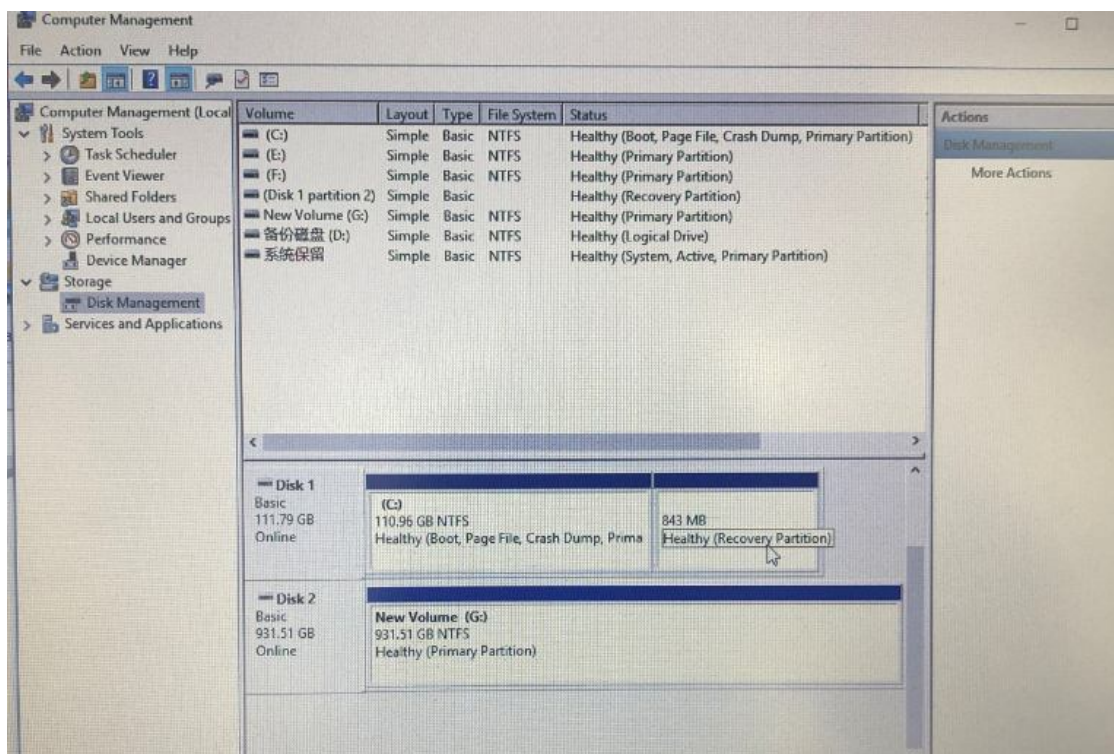 Computer Management
File Action View Help
Computer Management (Local
System Tools
Task Scheduler
Event Viewer
Shared Folders
Local Users and Groups
Performance
Device Manager
Storage
Disk Management
Services and Applications
Volume Layout Type File System Status
(C:) Simple Basic NTFS Healthy (Boot, Page File, Crash Dump, Primary Partition)
(E:) Simple Basic NTFS Healthy (Primary Partition)
(F:) Simple Basic NTFS Healthy (Primary Partition)
(Disk 1 partition 2) Simple Basic Healthy (Recovery Partition)
New Volume (G:) Simple Basic NTFS Healthy (Primary Partition)
备份磁盘 (D:) Simple Basic NTFS Healthy (Logical Drive)
系统保留 Simple Basic NTFS Healthy (System, Active, Primary Partition)
Disk 1
Basic
111.79 GB
Online
(C:)
110.96 GB NTFS
Healthy (Boot, Page File, Crash Dump, Prima
843 MB
Healthy (Recovery Partition)
Disk 2
Basic
931.51 GB
Online
New Volume (G:)
931.51 GB NTFS
Healthy (Primary Partition)
Actions
Disk Management
More Actions